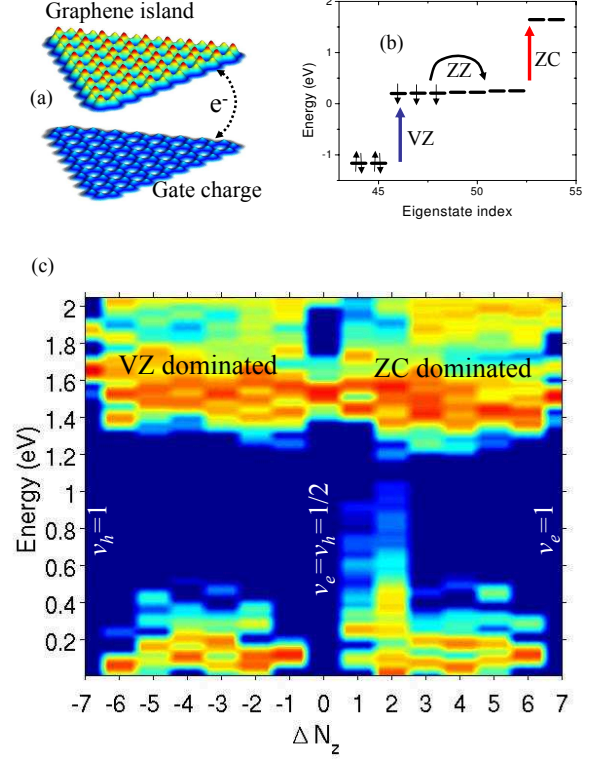 Graphene island
(a)
e-
Gate charge
(b)
Energy (eV)
2
1
0
-1
ZZ
ZC
VZ
45
50
55
Eigenstate index
(c)
Energy (eV)
2
1.8
1.6
1.4
1.2
1
0.8
0.6
0.4
0.2
VZ dominated
ZC dominated
νh=1
νe=νh=1/2
νe=1
-7 -6 -5 -4 -3 -2 -1 0 1 2 3 4 5 6 7
Δ Nz